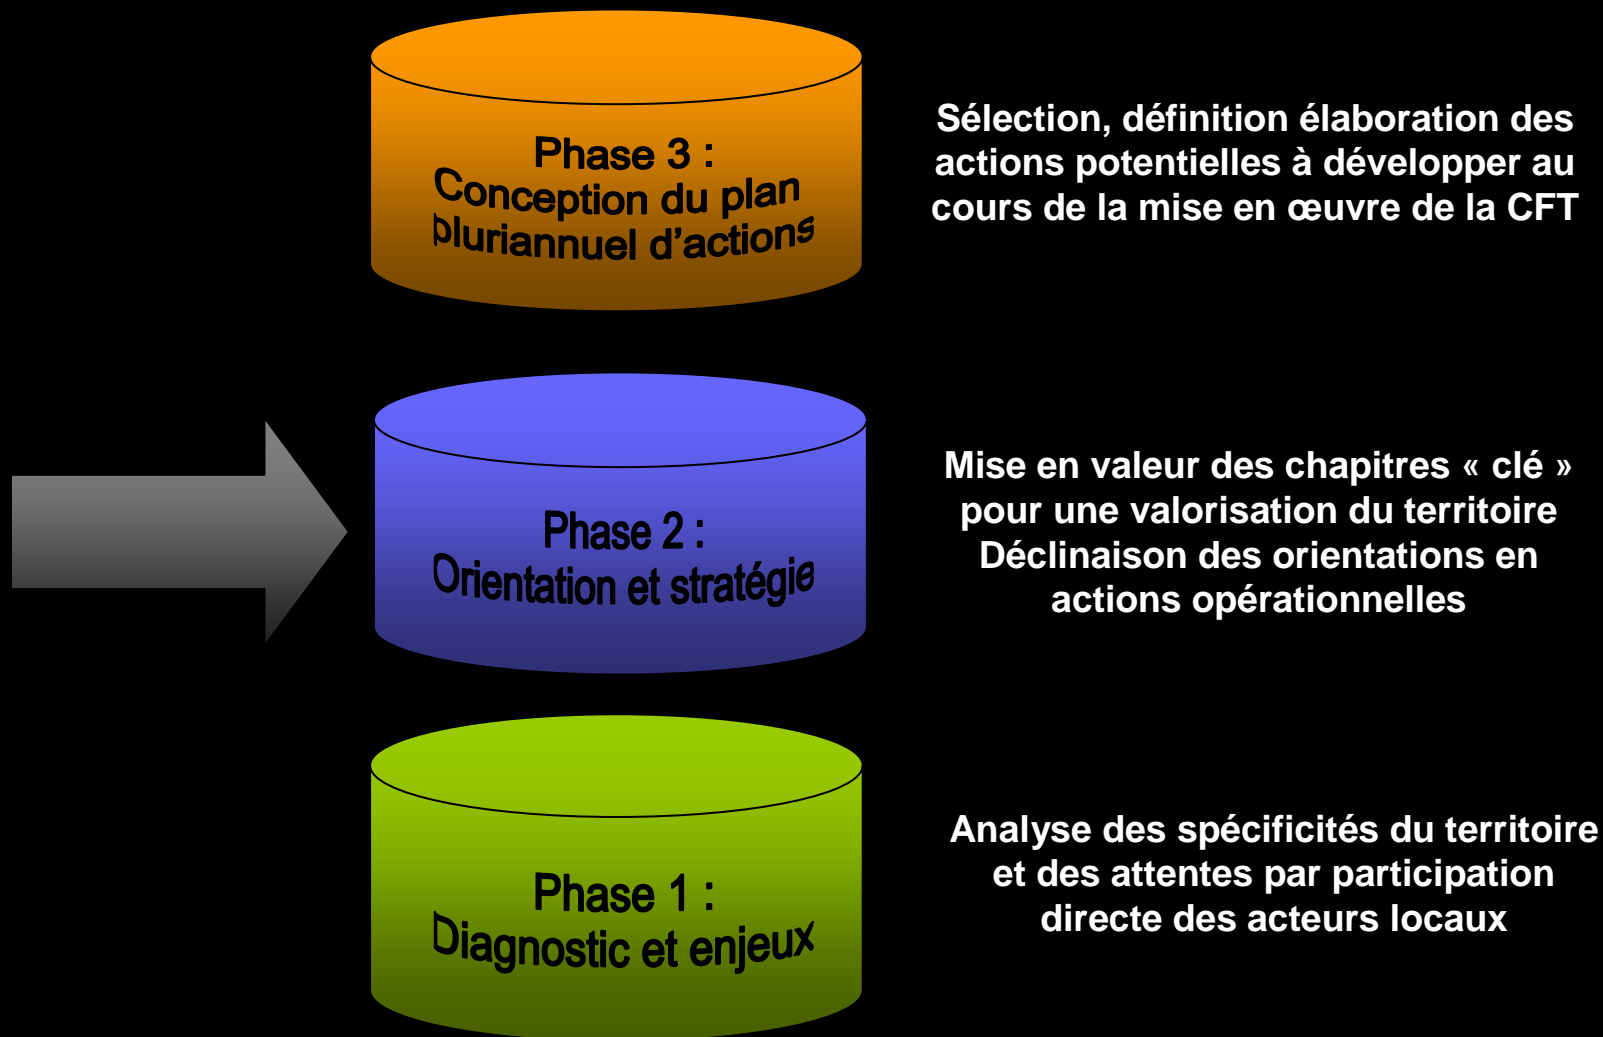 Phase 3 :
Conception du plan
pluriannuel d’actions
Sélection, définition élaboration des
actions potentielles à développer au
cours de la mise en œuvre de la CFT
Phase 2 :
Orientation et stratégie
Mise en valeur des chapitres « clé »
pour une valorisation du territoire
Déclinaison des orientations en
actions opérationnelles
Phase 1 :
Diagnostic et enjeux
Analyse des spécificités du territoire
et des attentes par participation
directe des acteurs locaux